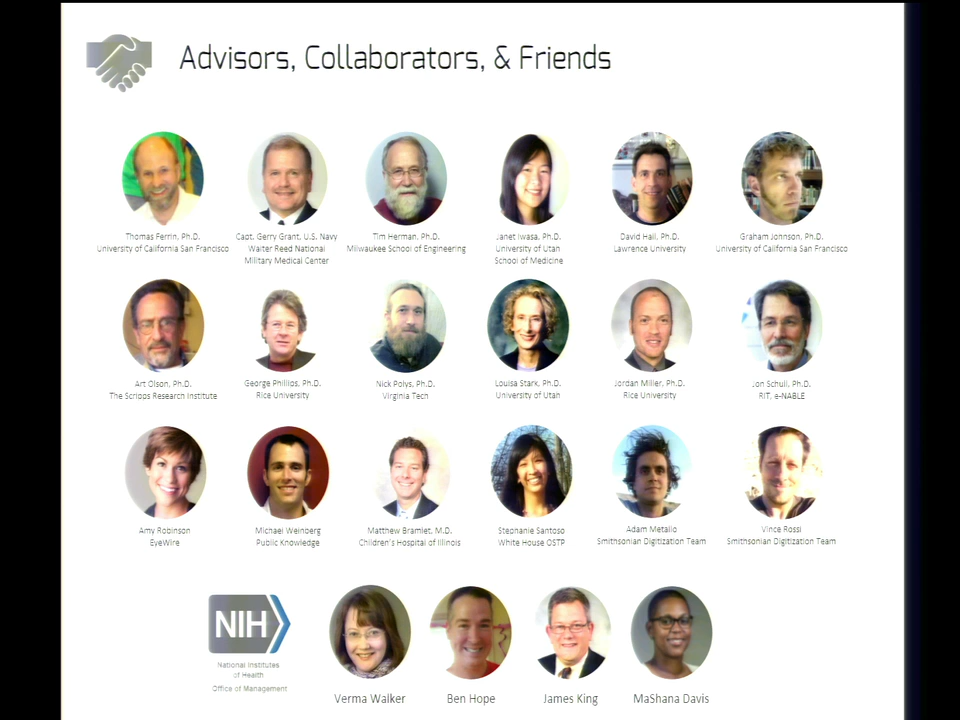 Advisors, Collaborators, & Friends
Thomas Ferrin, Ph.D.
University of California San Francisco
Capt. Gerry Grant, U.S. Navy
Walter Reed National
Military Medical Center
Tim Herman, Ph.D.
Milwaukee School of Engineering
Janet Iwasa, Ph.D.
University of Utah
School of Medicine
David Hall, Ph.D.
Lawrence University
Graham Johnson, Ph.D.
University of California San Francisco
Art Olson, Ph.D.
The Scripps Research Institute
George Phillips, Ph.D.
Rice University
Nick Polys, Ph.D.
Virginia Tech
Louisa Stark, Ph.D.
University of Utah
Jordan Miller, Ph.D.
Rice University
Jon Schull, Ph.D.
RIT, e-NABLE
Amy Robinson
EyeWire
Michael Weinberg
Public Knowledge
Matthew Bramlet, M.D.
Children's Hospital of Illinois
Stephanie Santoso
White House OSTP
Adam Metallo
Smithsonian Digitization Team
Vince Rossi
Smithsonian Digitization Team
NIH
National Institutes
of Health
Office of Management
Verma Walker
Ben Hope
James King
MaShana Davis